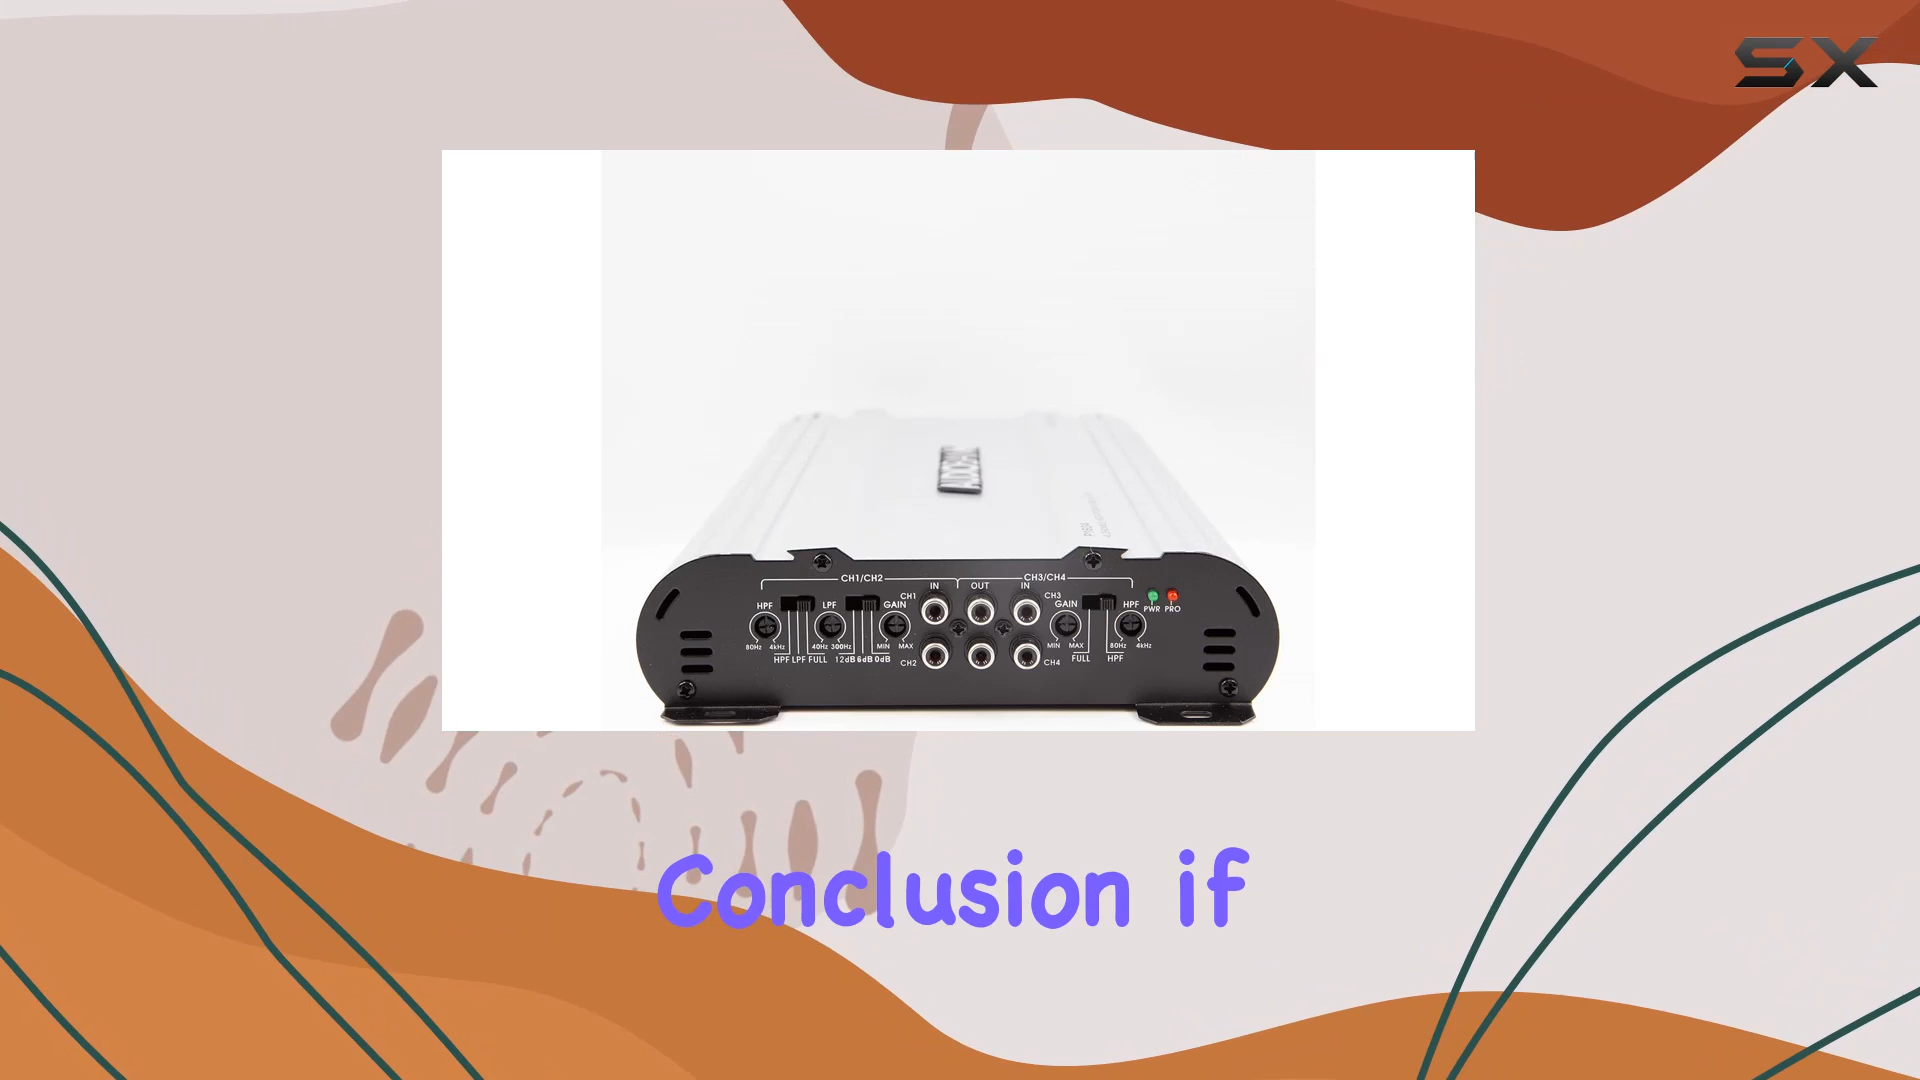 SX
CH1/CH2 CH3/CH4
IN OUT IN
CH1 CH3
HPF LPF GAIN GAIN HPF PWR PRO
80Hz 4kHz 40Hz 300Hz MIN MAX MIN MAX 80Hz 4kHz
HPF LPF FULL 12dB 6dB 0dB CH2 CH4 FULL HPF
Conclusion if